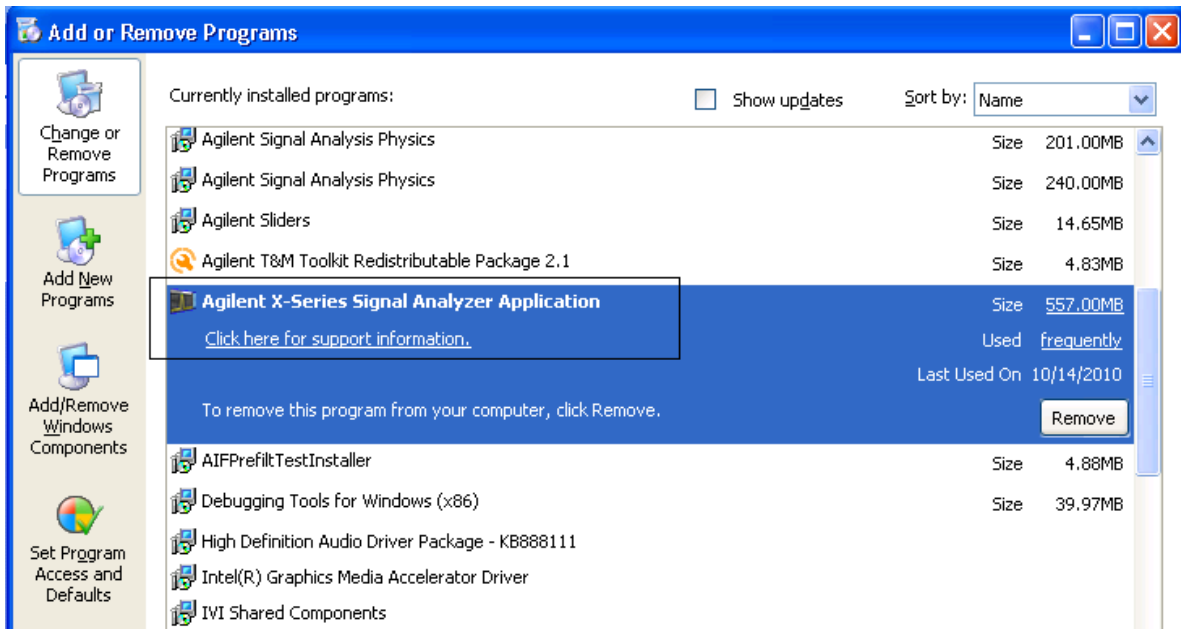 Add or Remove Programs
Change or
Remove
Programs
Add New
Programs
Add/Remove
Windows
Components
Set Program
Access and
Defaults
Currently installed programs:
Show updates
Sort by: Name
Agilent Signal Analysis Physics Size 201.00MB
Agilent Signal Analysis Physics Size 240.00MB
Agilent Sliders Size 14.65MB
Agilent T&M Toolkit Redistributable Package 2.1 Size 4.83MB
Agilent X-Series Signal Analyzer Application Size 557.00MB
Click here for support information. Used frequently
Last Used On 10/14/2010
To remove this program from your computer, click Remove. Remove
AIFPrefiltTestInstaller Size 4.88MB
Debugging Tools for Windows (x86) Size 39.97MB
High Definition Audio Driver Package - KB888111
Intel(R) Graphics Media Accelerator Driver
IVI Shared Components